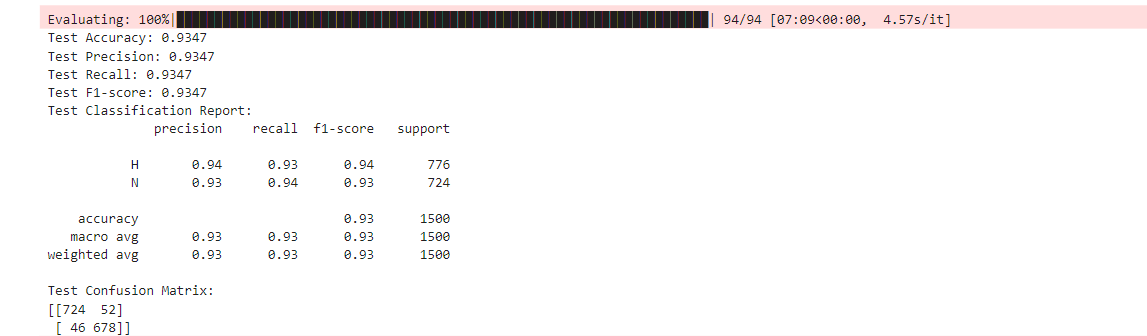 Evaluating: 100%|██████████| 94/94 [07:09<00:00,  4.57s/it]
Test Accuracy: 0.9347
Test Precision: 0.9347
Test Recall: 0.9347
Test F1-score: 0.9347
Test Classification Report:
              precision    recall  f1-score   support

           H       0.94      0.93      0.94       776
           N       0.93      0.94      0.93       724

    accuracy                           0.93      1500
   macro avg       0.93      0.93      0.93      1500
weighted avg       0.93      0.93      0.93      1500

Test Confusion Matrix:
[[724  52]
 [ 46 678]]